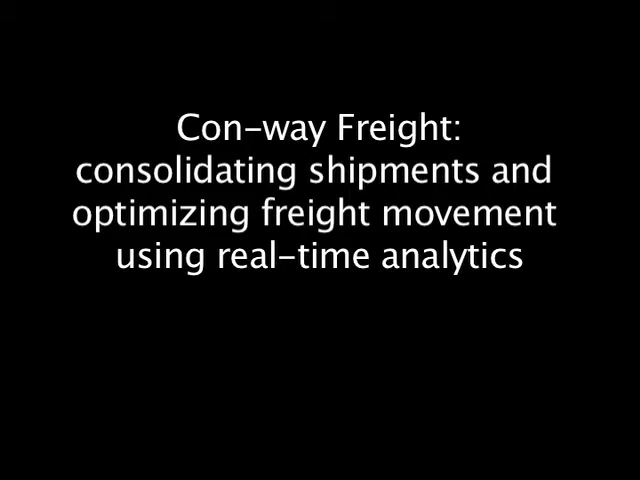 Con-way Freight:
consolidating shipments and
optimizing freight movement
using real-time analytics